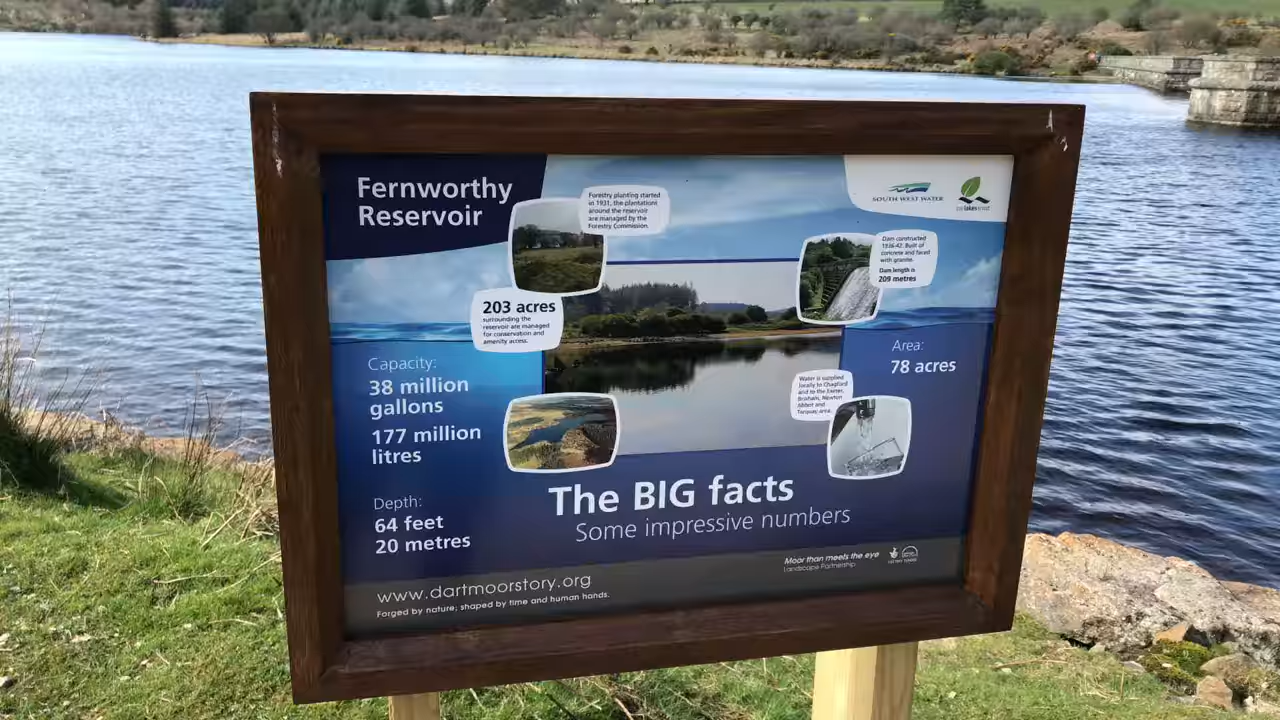 Fernworthy
Reservoir
Forestry planting started
in 1931, the plantations
around the reservoir
are managed by the
Forestry Commission.
SOUTH WEST WATER
Dam constructed
1936-42. Built of
concrete and faced
with granite.
Dam length is
209 metres
203 acres
surrounding the
reservoir are managed
for conservation and
amenity access.
Capacity:
38 million
gallons
177 million
litres
Area:
78 acres
Water is supplied
locally to Chagford
and to the Exeter,
Brixham, Newton
Abbot and
Torquay area.
Depth:
64 feet
20 metres
The BIG facts
Some impressive numbers
www.dartmoorstory.org
Forged by nature; shaped by time and human hands.
Moor than meets the eye
Landscape Partnership